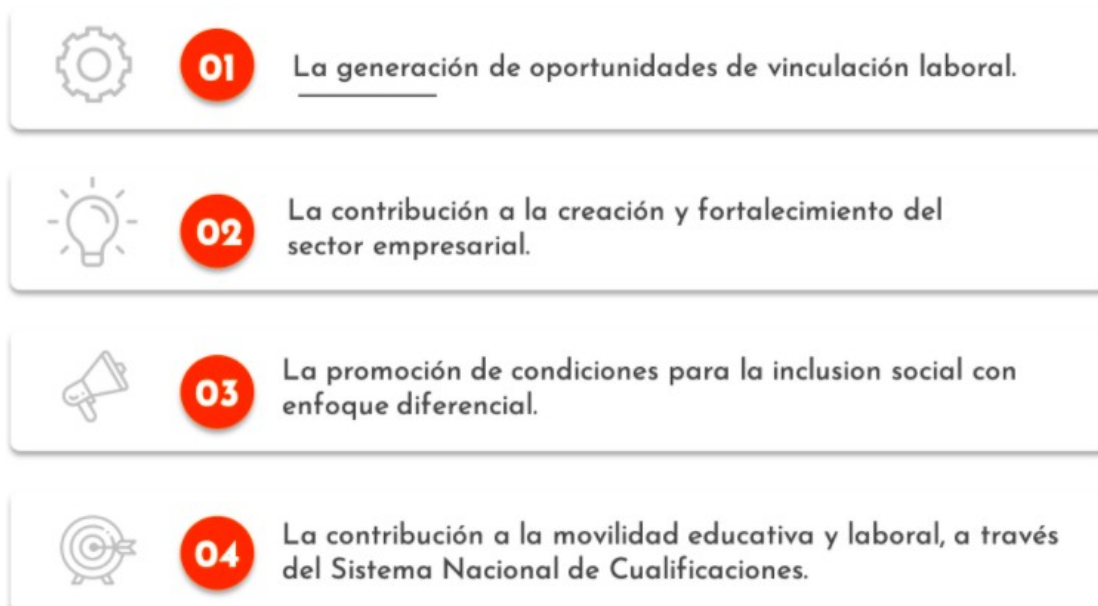 01
La generación de oportunidades de vinculación laboral.
02
La contribución a la creación y fortalecimiento del
sector empresarial.
03
La promoción de condiciones para la inclusion social con
enfoque diferencial.
04
La contribución a la movilidad educativa y laboral, a través
del Sistema Nacional de Cualificaciones.